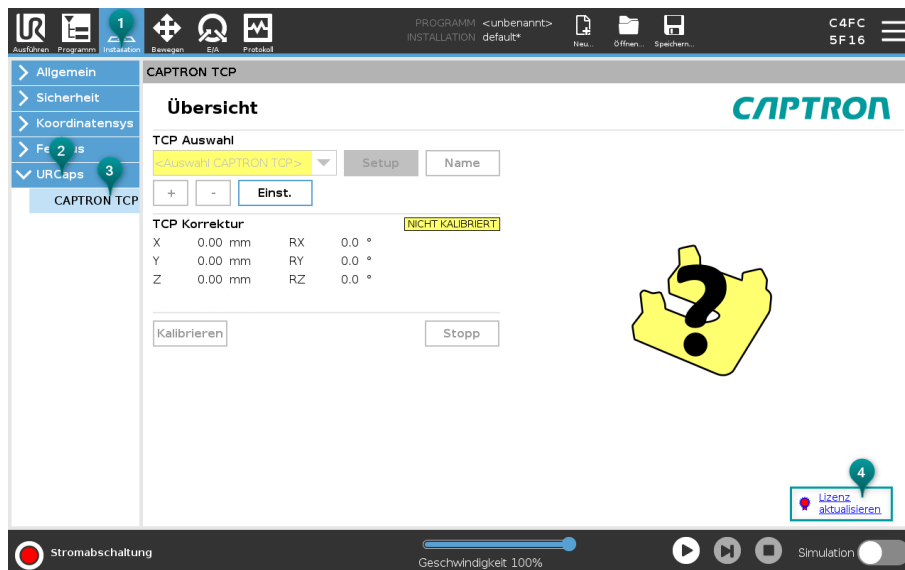 PROGRAMM <unbenannt>
INSTALLATION default*
C4FC
5F16
Ausführen Programm Installation Bewegen E/A Protokoll Neu... Öffnen... Speichern...
1
Allgemein
Sicherheit
Koordinatensys
2
URCaps
3
CAPTRON TCP
CAPTRON TCP
Übersicht
CAPTRON
TCP Auswahl
<Auswahl CAPTRON TCP> Setup Name
+ - Einst.
TCP Korrektur NICHT KALIBRIERT
X 0.00 mm RX 0.0 °
Y 0.00 mm RY 0.0 °
Z 0.00 mm RZ 0.0 °
Kalibrieren Stopp
?
4
Lizenz
aktualisieren
Stromabschaltung
Geschwindigkeit 100%
Simulation